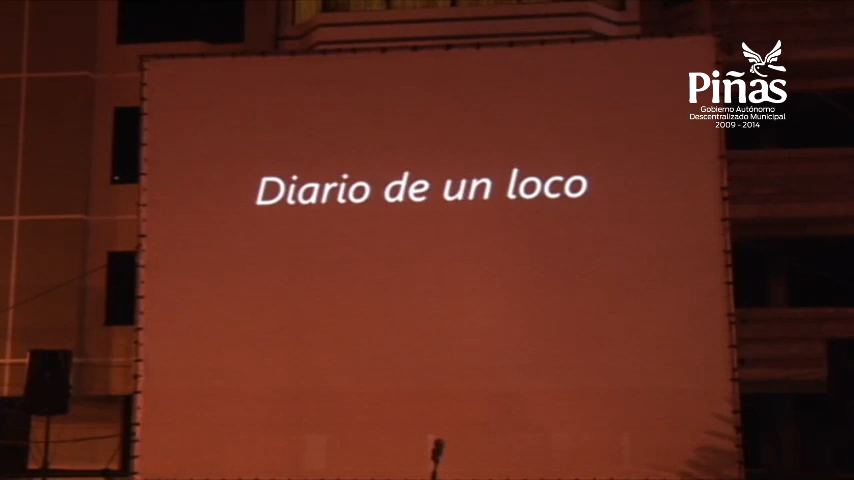 Piñas
Gobierno Autónomo
Descentralizado Municipal
2009 - 2014
Diario de un loco